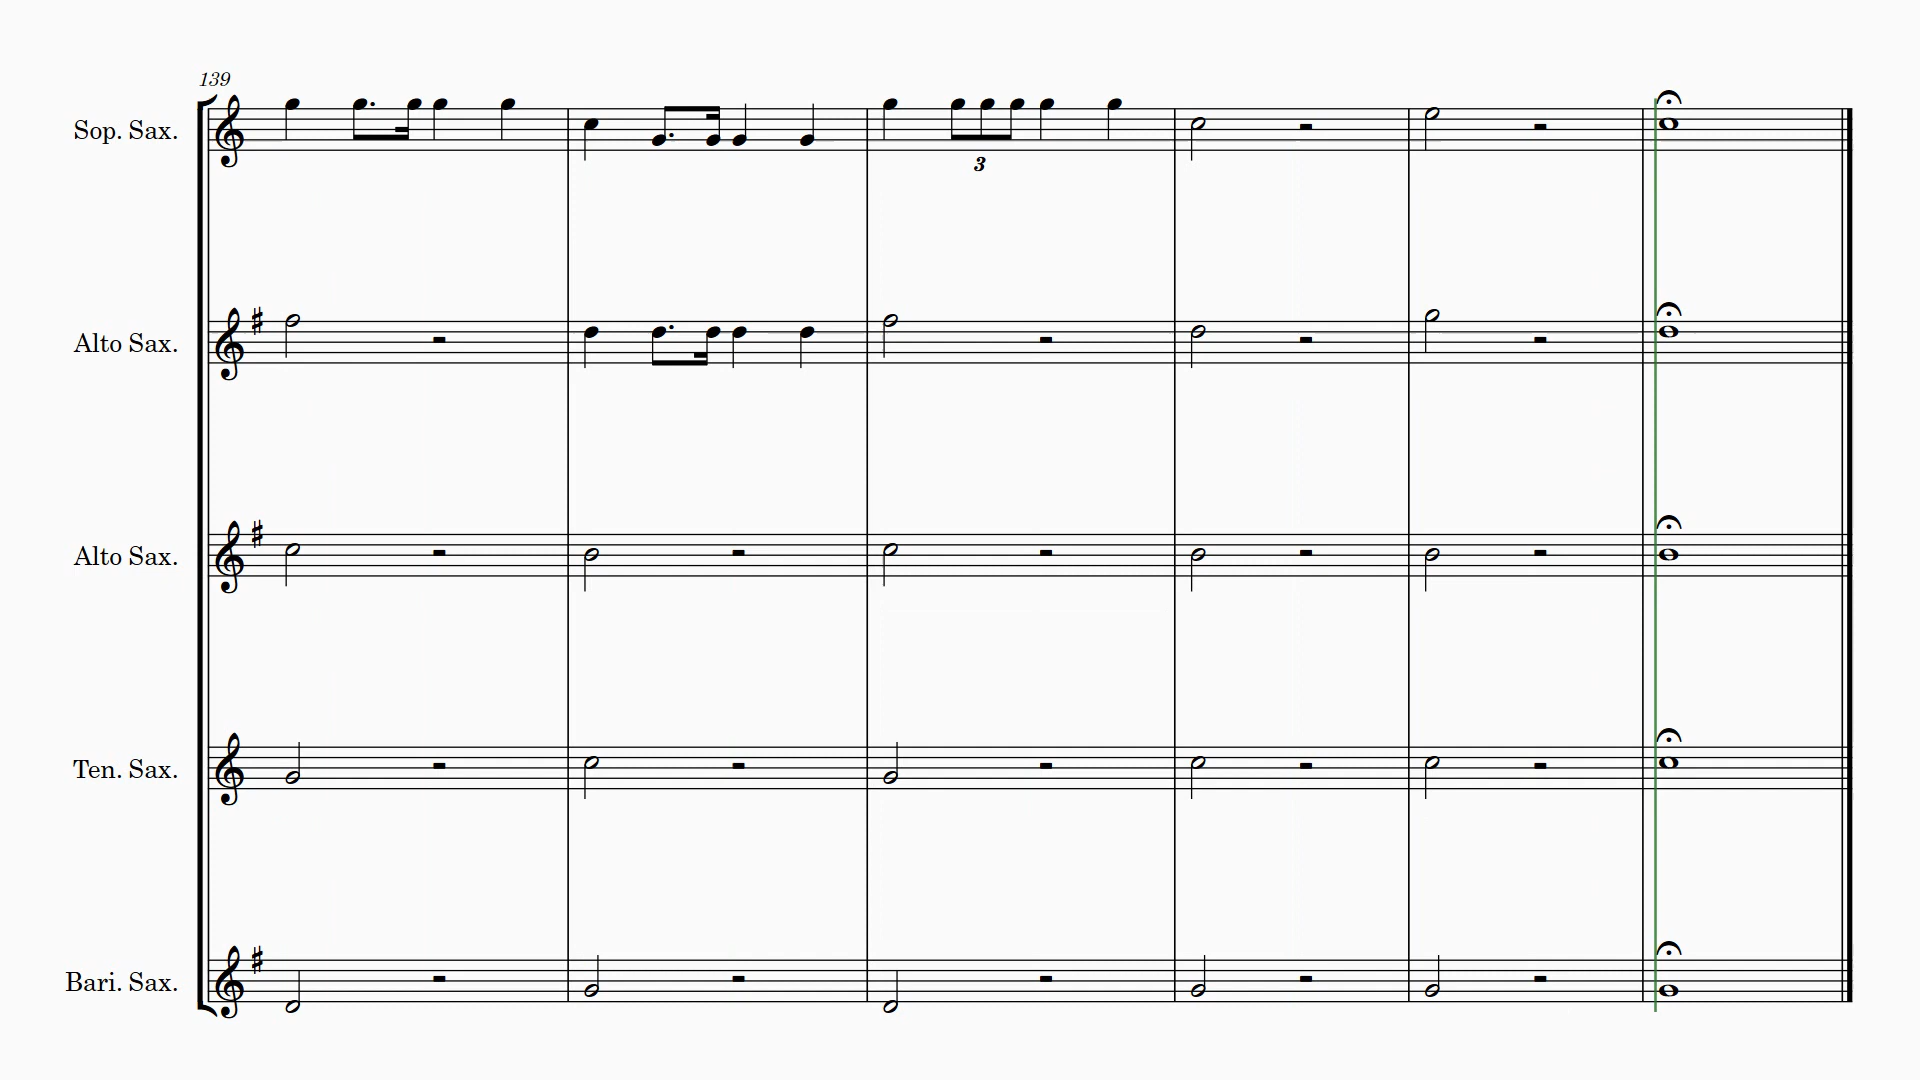 139
Sop. Sax.
3
Alto Sax.
Alto Sax.
Ten. Sax.
Bari. Sax.